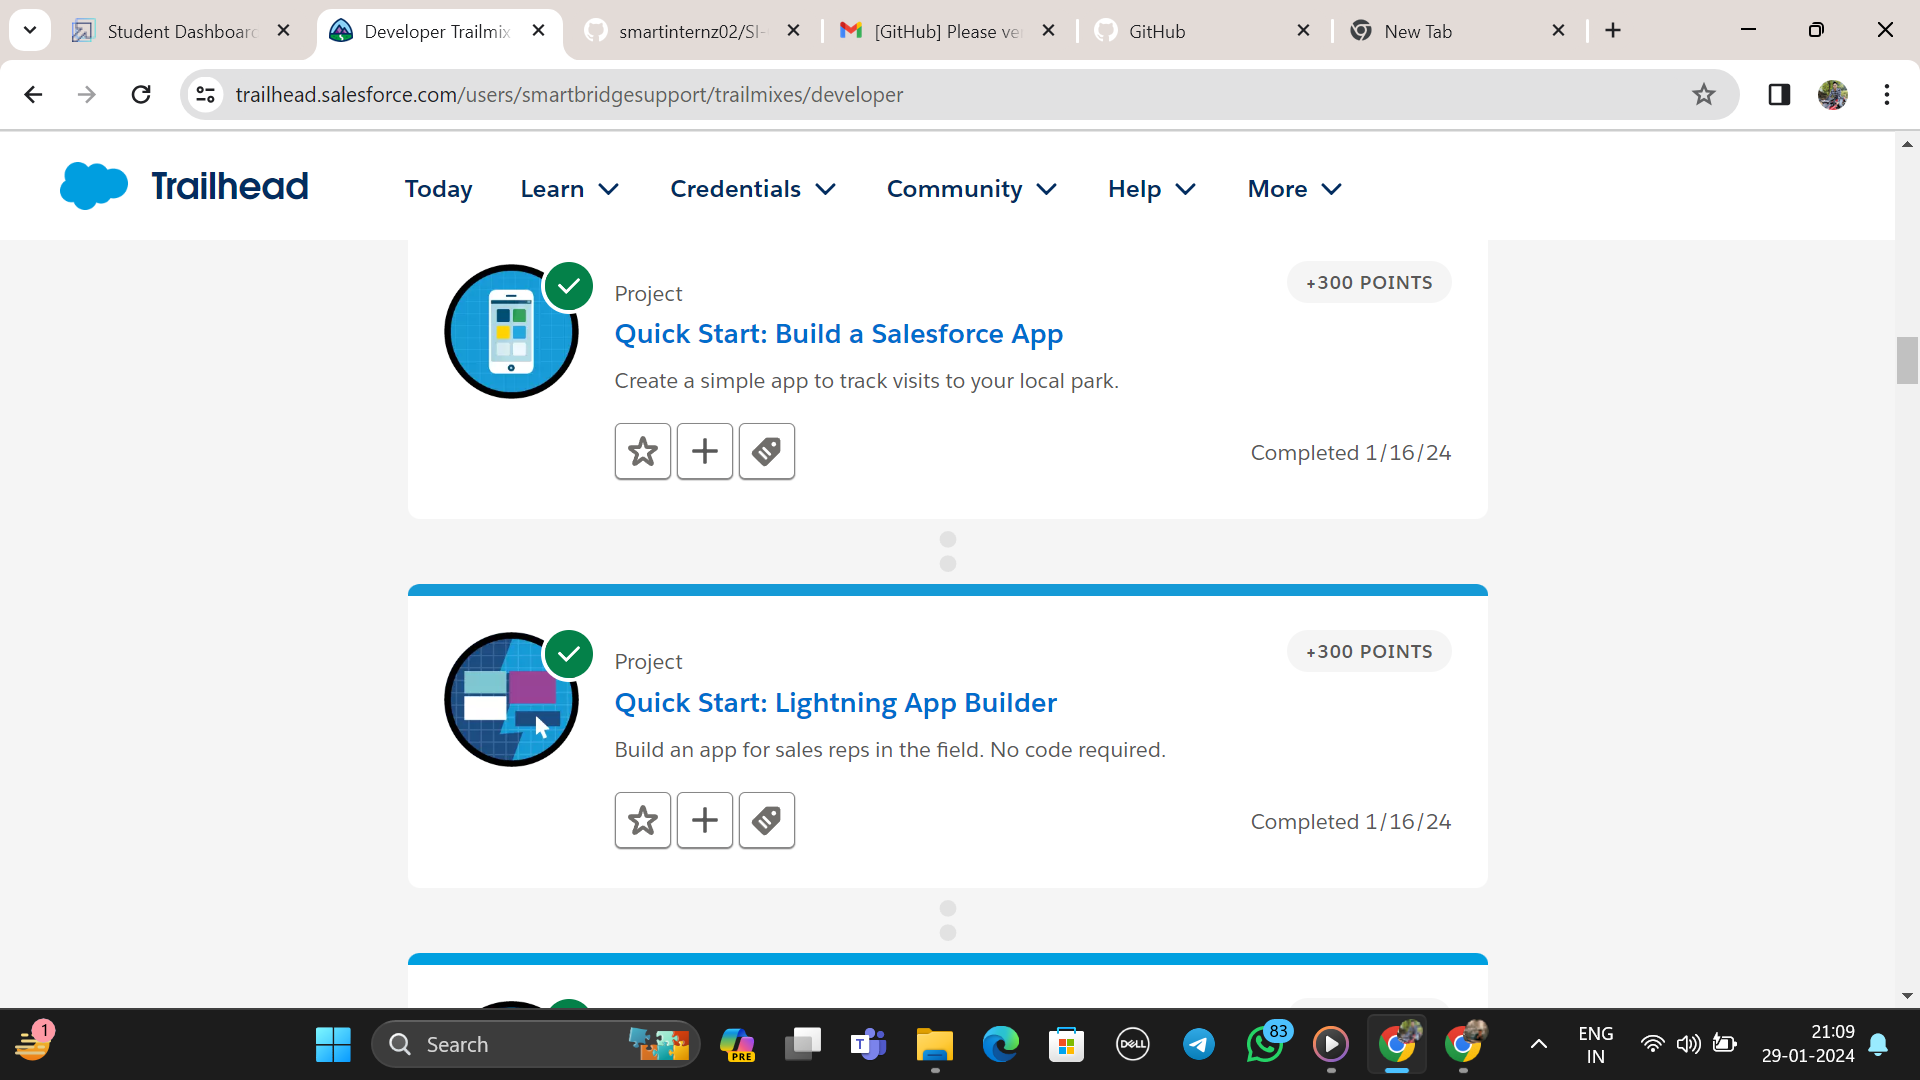 Student Dashboard
Developer Trailmix
smartinternz02/SI-
[GitHub] Please ve
GitHub
New Tab
trailhead.salesforce.com/users/smartbridgesupport/trailmixes/developer
Trailhead
Today
Learn
Credentials
Community
Help
More
+300 POINTS
Project
Quick Start: Build a Salesforce App
Create a simple app to track visits to your local park.
Completed 1/16/24
+300 POINTS
Project
Quick Start: Lightning App Builder
Build an app for sales reps in the field. No code required.
Completed 1/16/24
1
Search
PRE
T
DELL
83
ENG
IN
21:09
29-01-2024